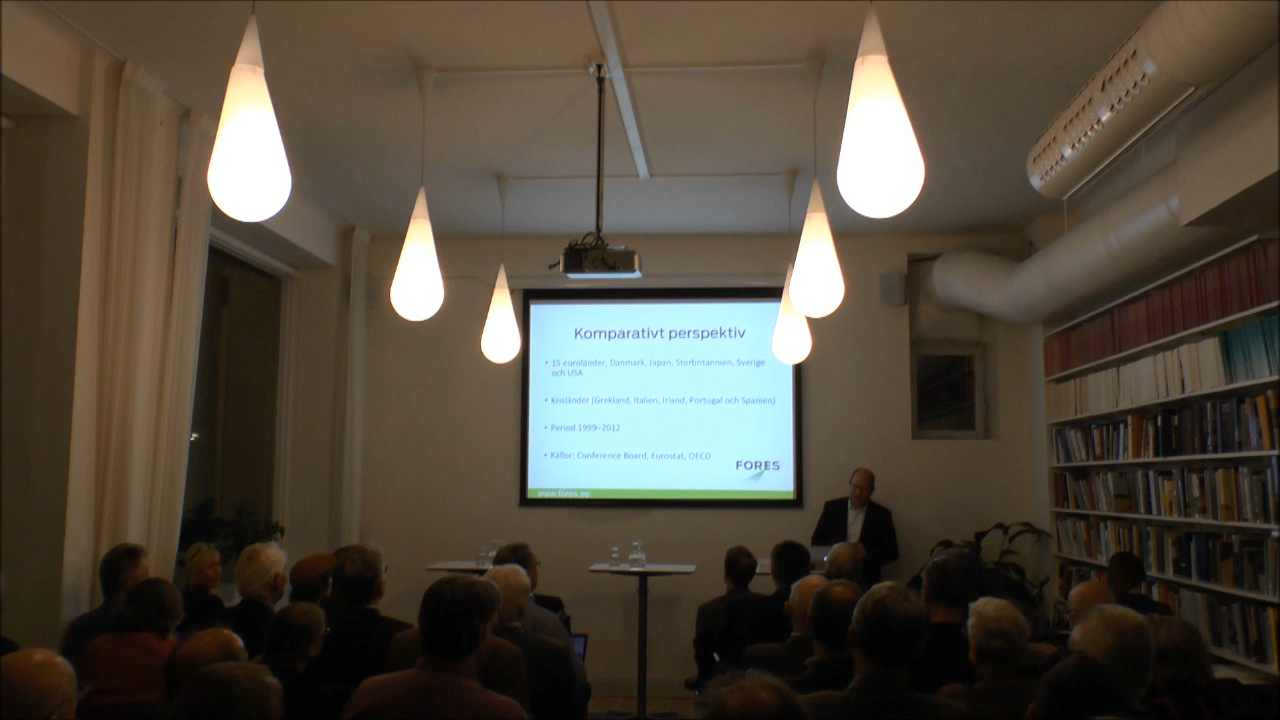 Komparativt perspektiv
• 15 euroländer, Danmark, Japan, Storbritannien, Sverige
och USA
• Krisländer (Grekland, Italien, Irland, Portugal och Spanien)
• Period 1999–2012
• Källor: Conference Board, Eurostat, OECD
FORES
www.fores.se